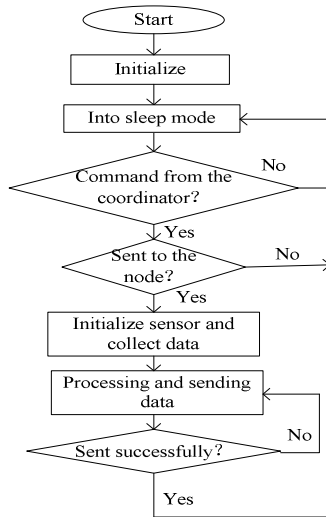 Start
Initialize
Into sleep mode
No
Command from the
coordinator?
Yes
Sent to the
node?
No
Yes
Initialize sensor and
collect data
Processing and sending
data
No
Sent successfully?
Yes